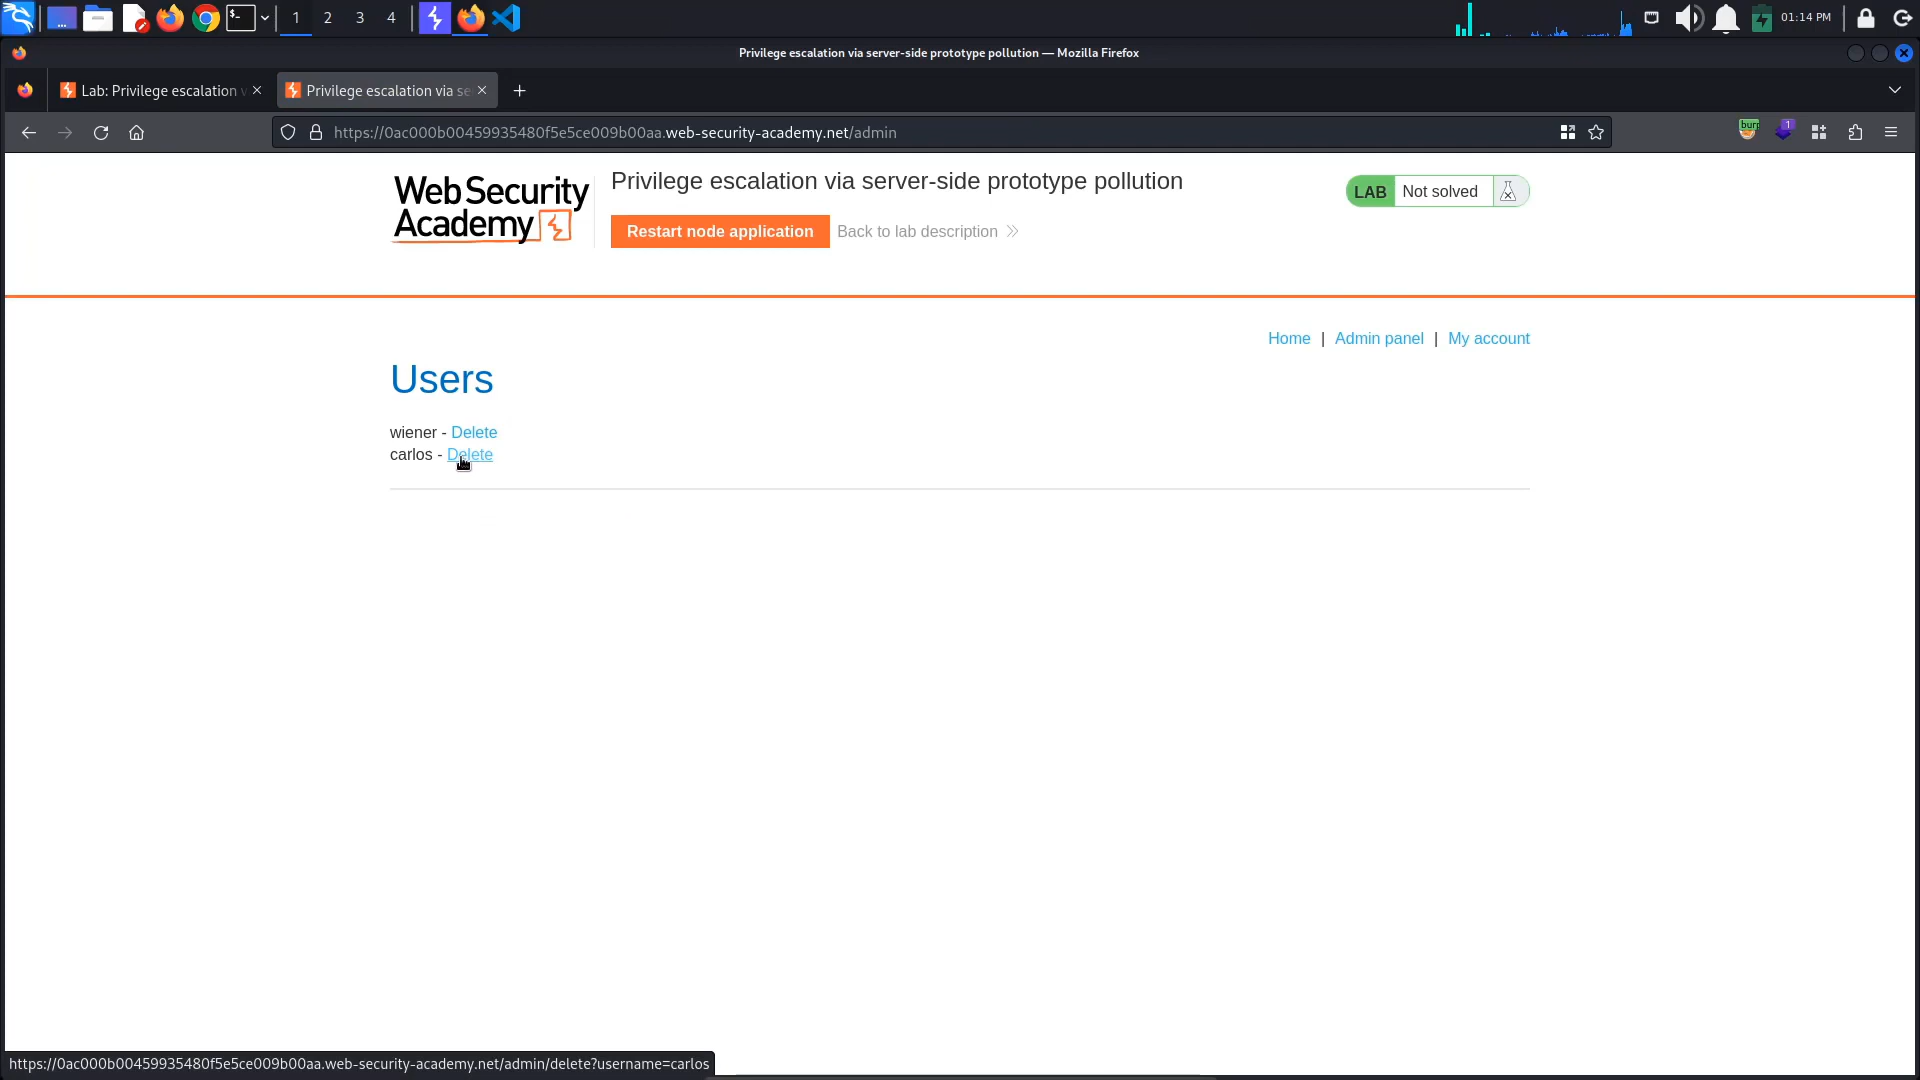 1 2 3 4 01:14 PM
Privilege escalation via server-side prototype pollution — Mozilla Firefox
Lab: Privilege escalation v
Privilege escalation via se
https://0ac000b00459935480f5e5ce009b00aa.web-security-academy.net/admin
burp
1
WebSecurity
Academy
Privilege escalation via server-side prototype pollution
LAB Not solved
Restart node application Back to lab description
Home | Admin panel | My account
Users
wiener - Delete
carlos - Delete
https://0ac000b00459935480f5e5ce009b00aa.web-security-academy.net/admin/delete?username=carlos